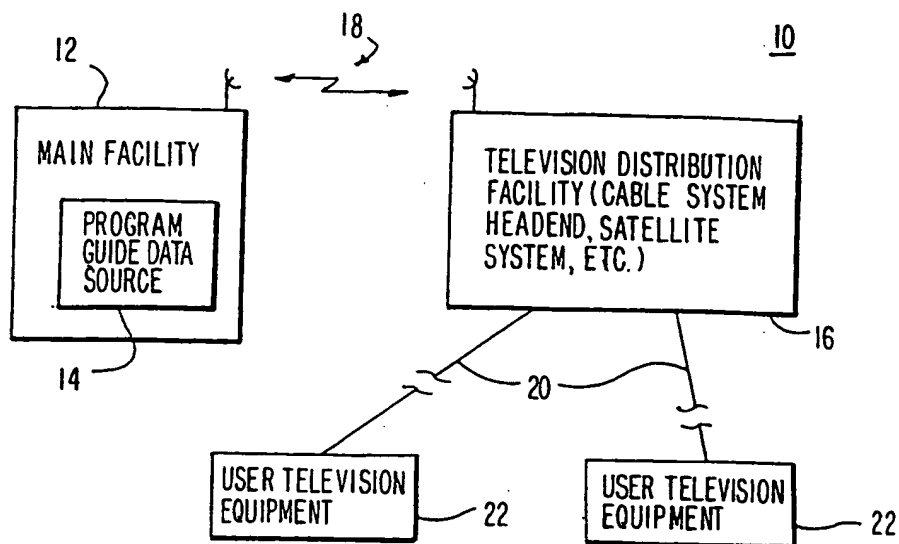 18
10
12
MAIN FACILITY
PROGRAM
GUIDE DATA
SOURCE
14
TELEVISION DISTRIBUTION
FACILITY (CABLE SYSTEM
HEADEND, SATELLITE
SYSTEM, ETC.)
16
20
USER TELEVISION
EQUIPMENT
22
USER TELEVISION
EQUIPMENT
22